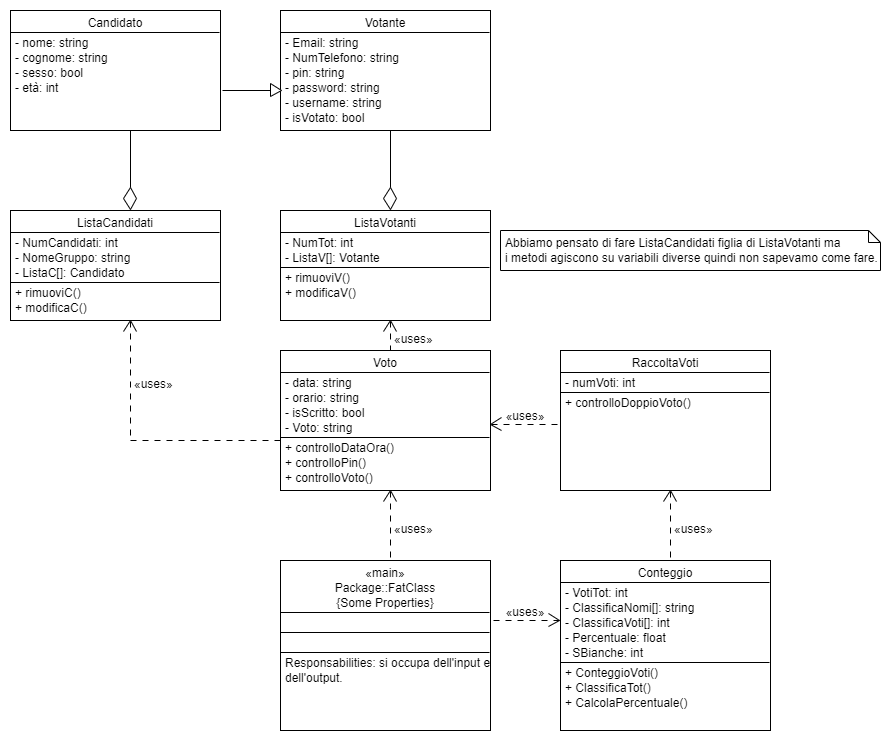 Candidato
- nome: string
- cognome: string
- sesso: bool
- età: int
Votante
- Email: string
- NumTelefono: string
- pin: string
- password: string
- username: string
- isVotato: bool
ListaCandidati
- NumCandidati: int
- NomeGruppo: string
- ListaC[]: Candidato
+ rimuoviC()
+ modificaC()
ListaVotanti
- NumTot: int
- ListaV[]: Votante
+ rimuoviV()
+ modificaV()
Abbiamo pensato di fare ListaCandidati figlia di ListaVotanti ma
i metodi agiscono su variabili diverse quindi non sapevamo come fare.
«uses»
«uses»
Voto
- data: string
- orario: string
- isScritto: bool
- Voto: string
+ controlloDataOra()
+ controlloPin()
+ controlloVoto()
«uses»
RaccoltaVoti
- numVoti: int
+ controlloDoppioVoto()
«uses»
«uses»
«main»
Package::FatClass
{Some Properties}
Responsabilities: si occupa dell'input e
dell'output.
«uses»
Conteggio
- VotiTot: int
- ClassificaNomi[]: string
- ClassificaVoti[]: int
- Percentuale: float
- SBianche: int
+ ConteggioVoti()
+ ClassificaTot()
+ CalcolaPercentuale()